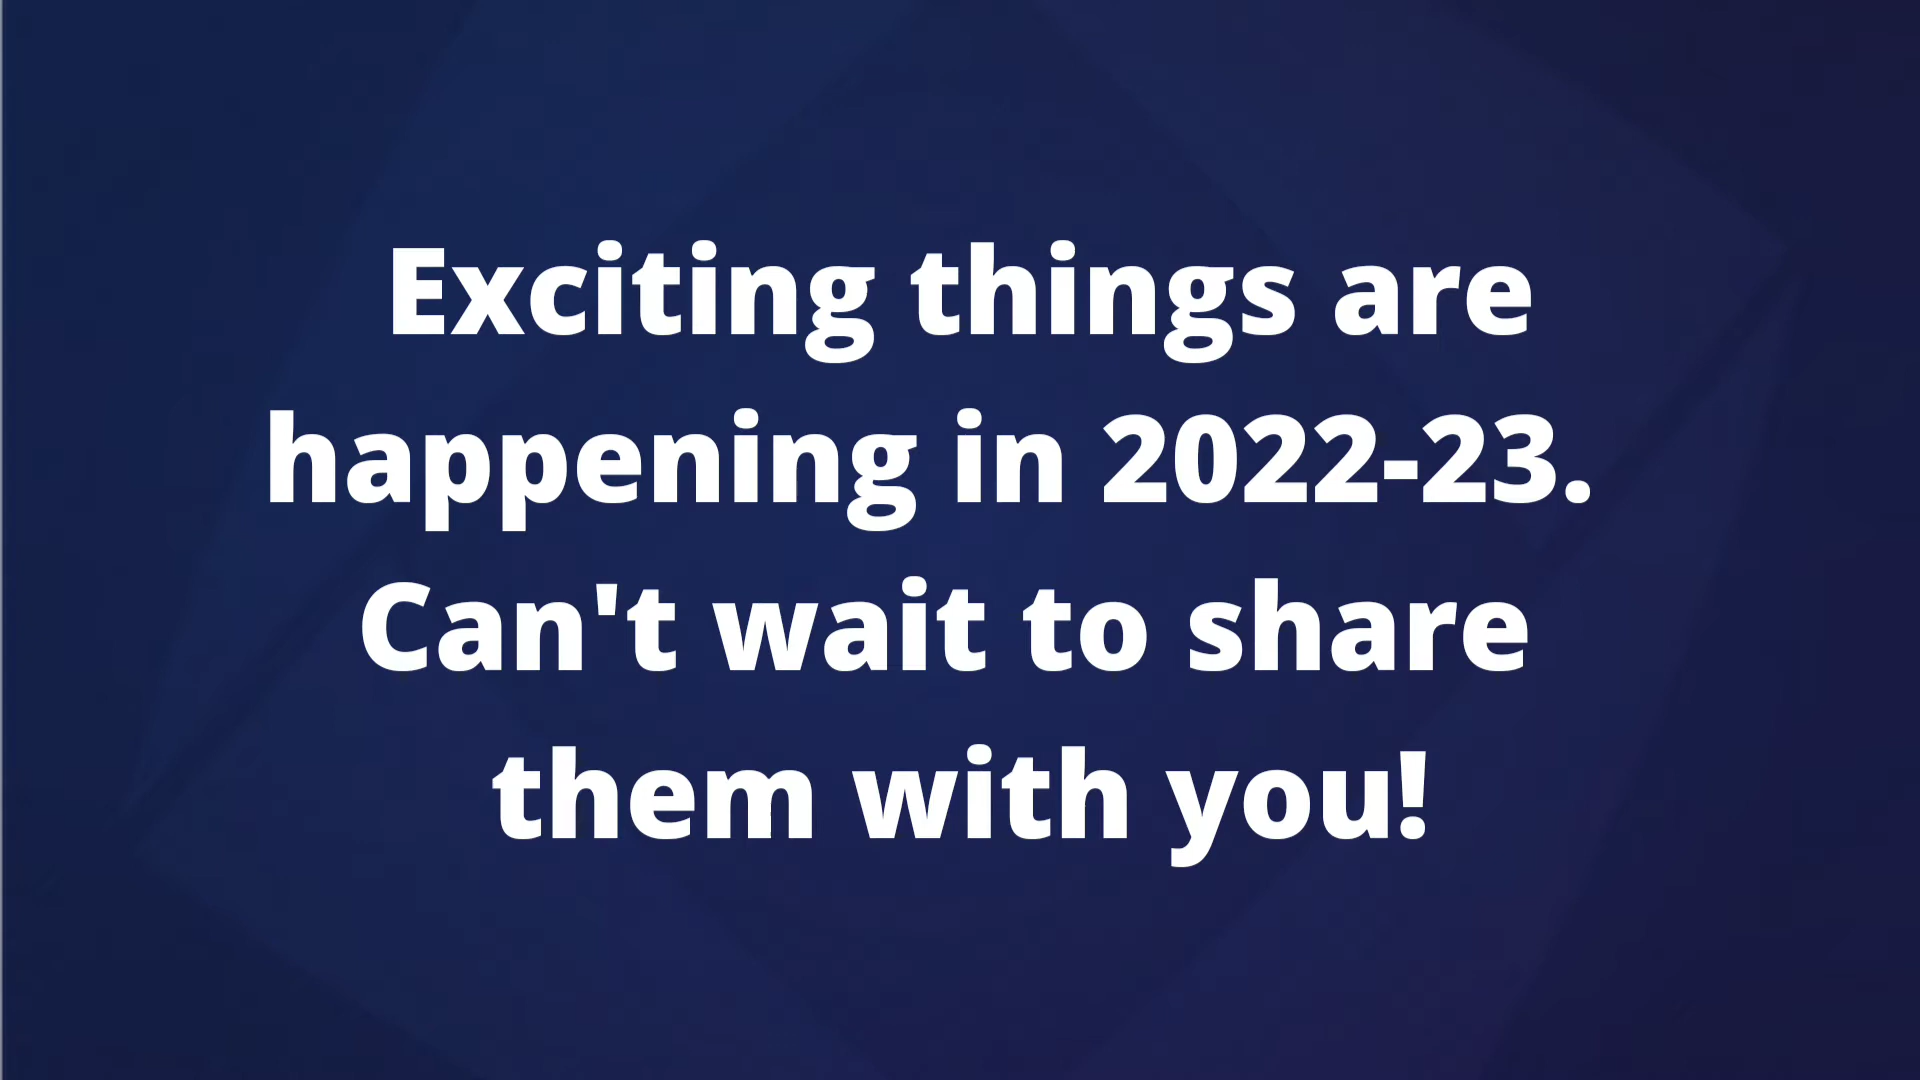 Exciting things are
happening in 2022-23.
Can't wait to share
them with you!